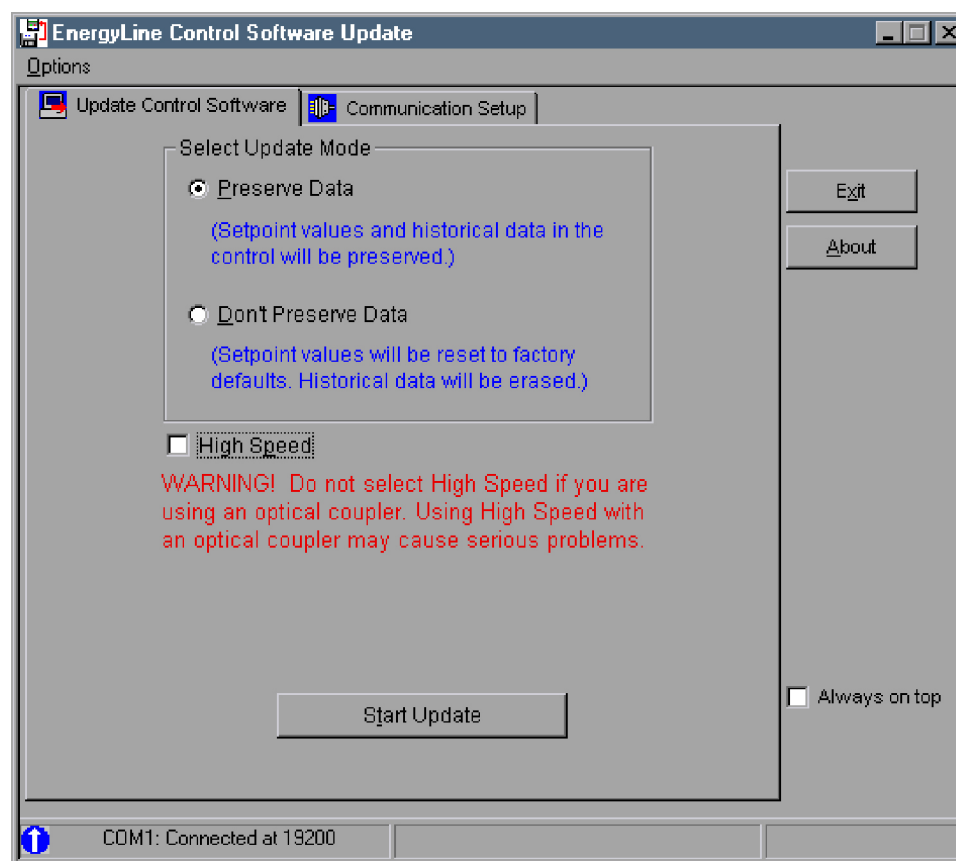 EnergyLine Control Software Update
Options
Update Control Software
Communication Setup
Select Update Mode
Preserve Data
(Setpoint values and historical data in the
control will be preserved.)
Don't Preserve Data
(Setpoint values will be reset to factory
defaults. Historical data will be erased.)
High Speed
WARNING! Do not select High Speed if you are
using an optical coupler. Using High Speed with
an optical coupler may cause serious problems.
Start Update
Exit
About
Always on top
COM1: Connected at 19200